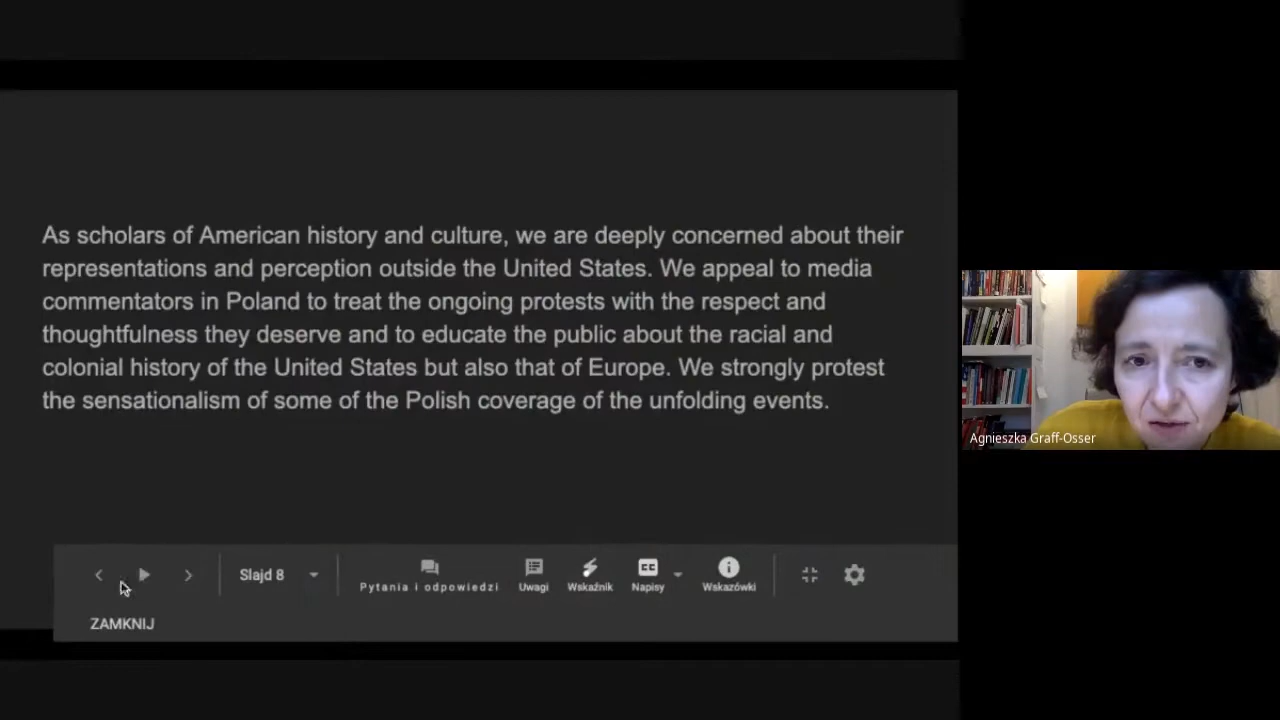 As scholars of American history and culture, we are deeply concerned about their
representations and perception outside the United States. We appeal to media
commentators in Poland to treat the ongoing protests with the respect and
thoughtfulness they deserve and to educate the public about the racial and
colonial history of the United States but also that of Europe. We strongly protest
the sensationalism of some of the Polish coverage of the unfolding events.
Agnieszka Graff-Osser
Slajd 8
Pytania i odpowiedzi
Uwagi
Wskaźnik
CC
Napisy
Wskazówki
ZAMKNIJ